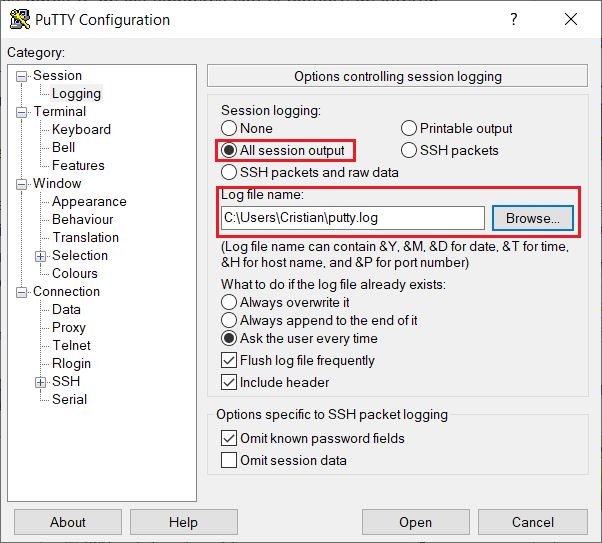 PuTTY Configuration
?
Category:
Session
Logging
Terminal
Keyboard
Bell
Features
Window
Appearance
Behaviour
Translation
Selection
Colours
Connection
Data
Proxy
Telnet
Rlogin
SSH
Serial
Options controlling session logging
Session logging:
None
Printable output
All session output
SSH packets
SSH packets and raw data
Log file name:
C:\Users\Cristian\putty.log
Browse...
(Log file name can contain &Y, &M, &D for date, &T for time,
&H for host name, and &P for port number)
What to do if the log file already exists:
Always overwrite it
Always append to the end of it
Ask the user every time
Flush log file frequently
Include header
Options specific to SSH packet logging
Omit known password fields
Omit session data
About
Help
Open
Cancel